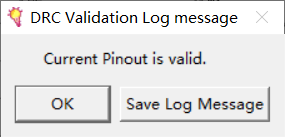 DRC Validation Log message
Current Pinout is valid.
OK
Save Log Message